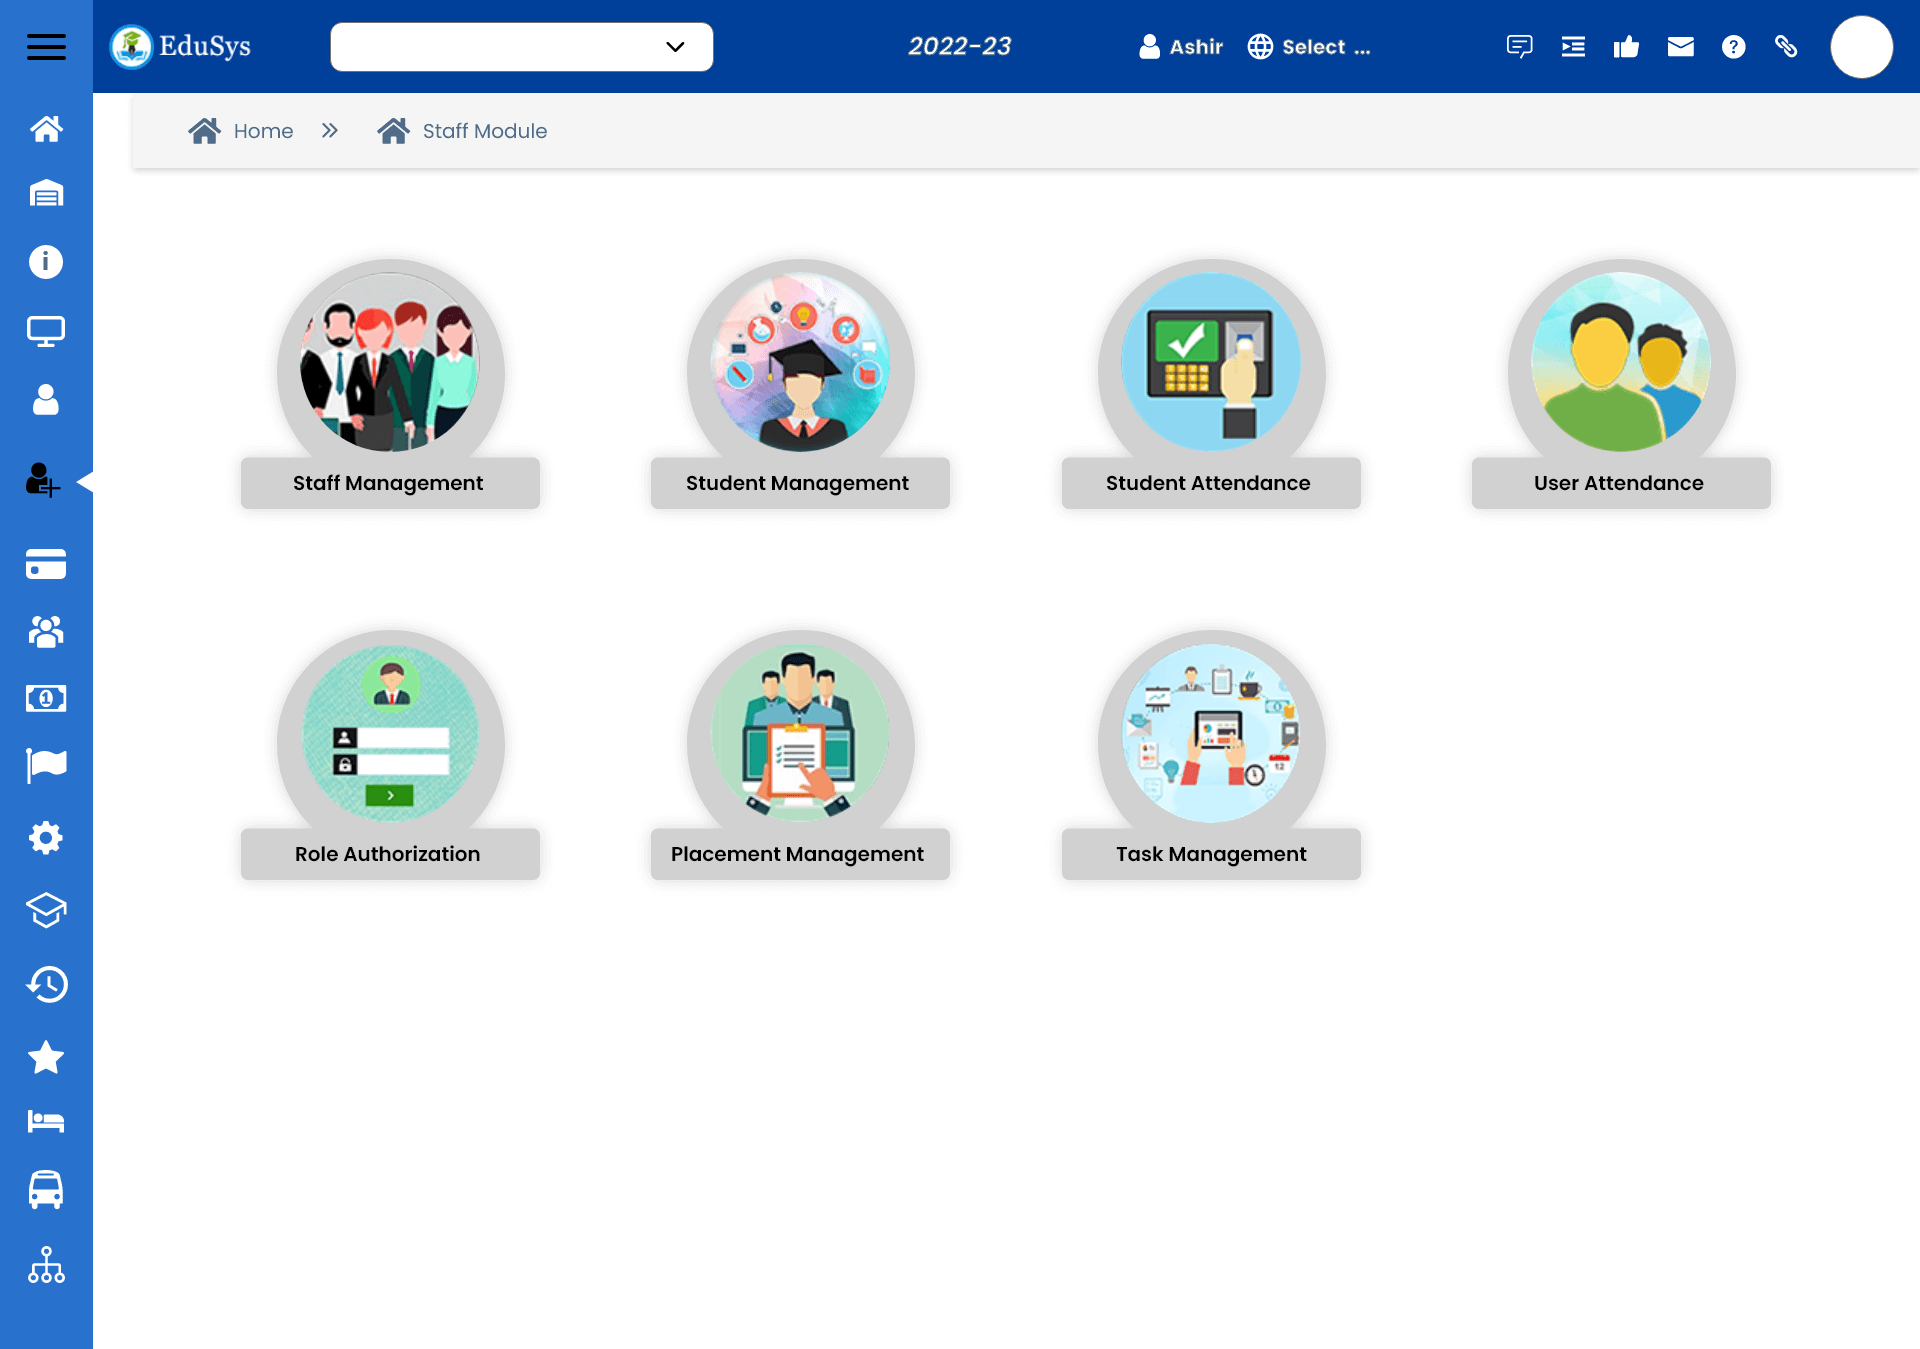 EduSys
2022-23
Ashir
Select ...
Home » Staff Module
Staff Management
Student Management
Student Attendance
User Attendance
12
Role Authorization
Placement Management
Task Management